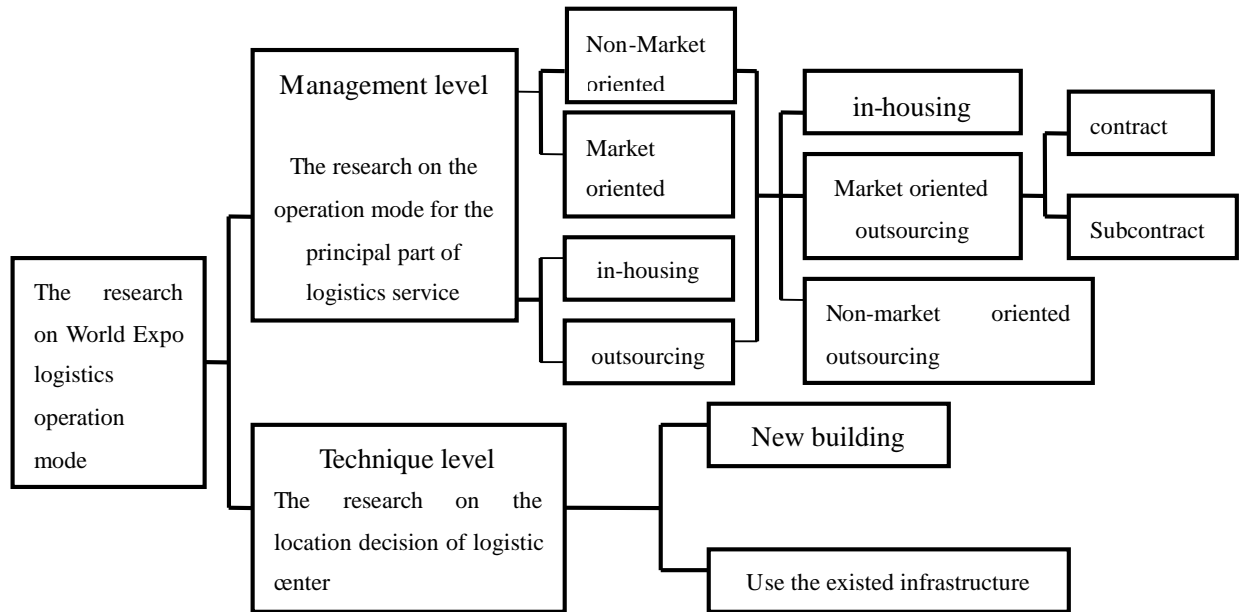 The research
on World Expo
logistics
operation
mode
Management level
The research on the
operation mode for the
principal part of
logistics service
Technique level
The research on the
location decision of logistic
center
Non-Market
oriented
Market
oriented
in-housing
outsourcing
in-housing
Market oriented
outsourcing
Non-market oriented
outsourcing
contract
Subcontract
New building
Use the existed infrastructure